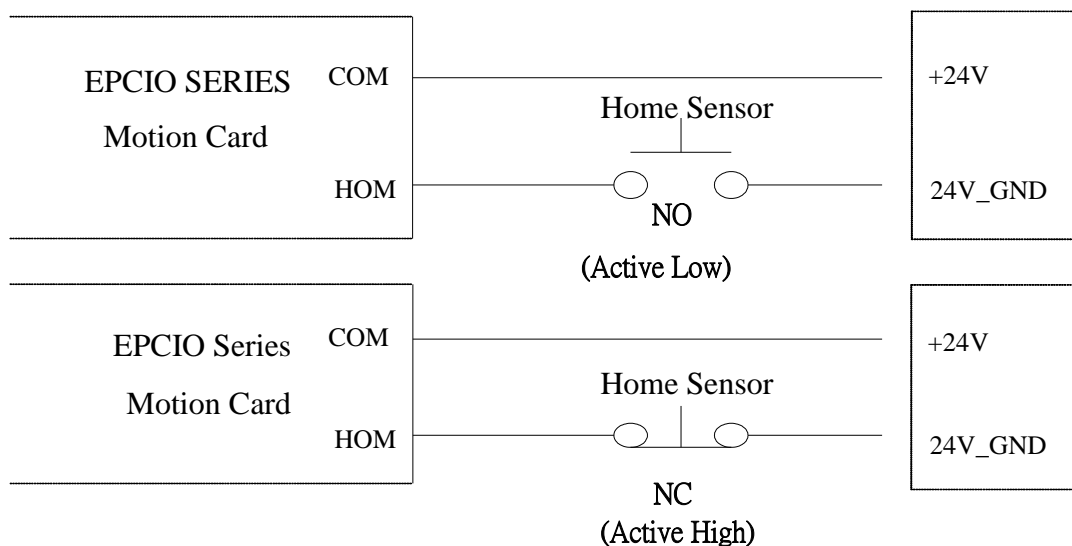 EPCIO SERIES
Motion Card
COM
HOM
Home Sensor
NO
(Active Low)
+24V
24V_GND
EPCIO Series
Motion Card
COM
HOM
Home Sensor
NC
(Active High)
+24V
24V_GND